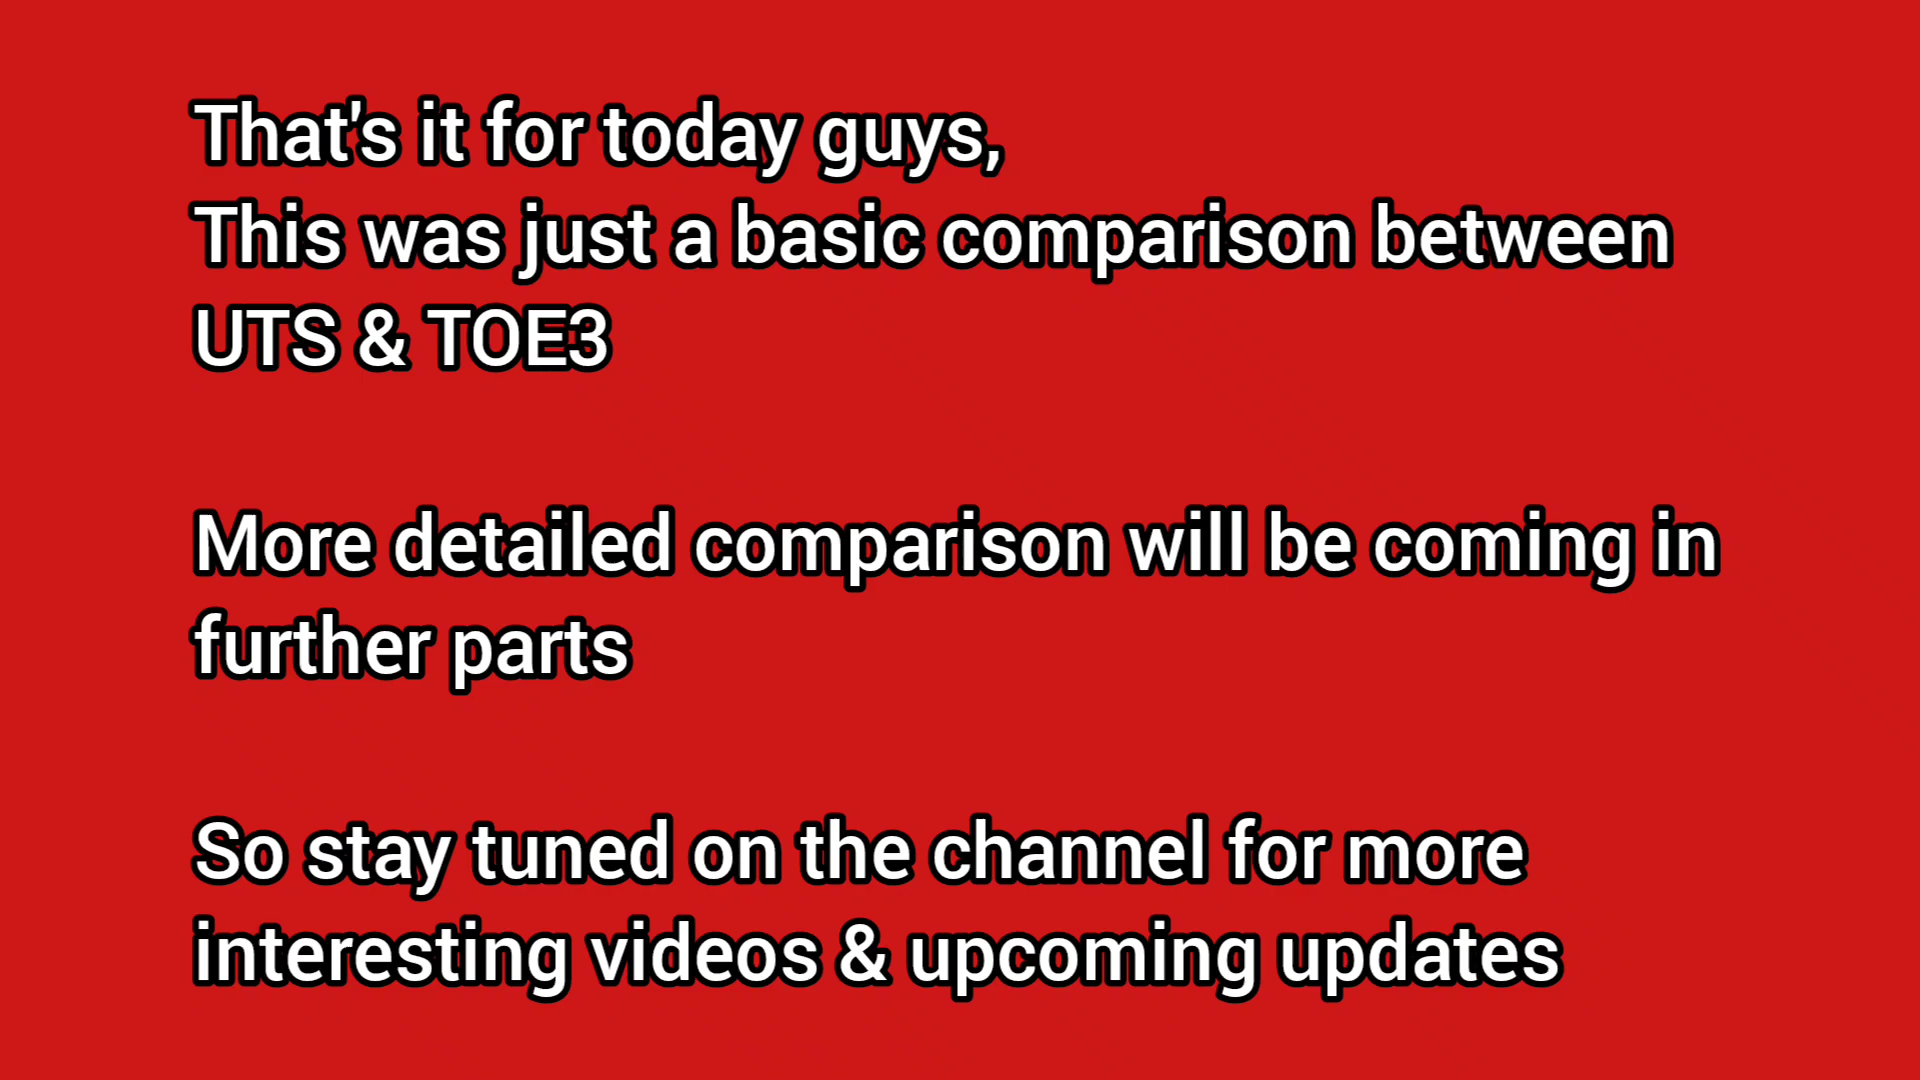 That's it for today guys,
This was just a basic comparison between
UTS & TOE3
More detailed comparison will be coming in
further parts
So stay tuned on the channel for more
interesting videos & upcoming updates